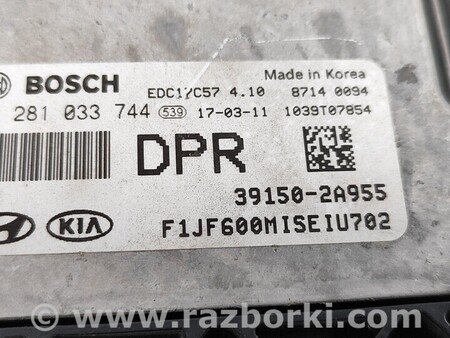 BOSCH EDC17C57 4.10 Made in Korea 8714 0094
281 033 744 539 17-03-11 1039T07854
DPR
39150-2A955
KIA F1JF600MISEIU702
www.razborki.com